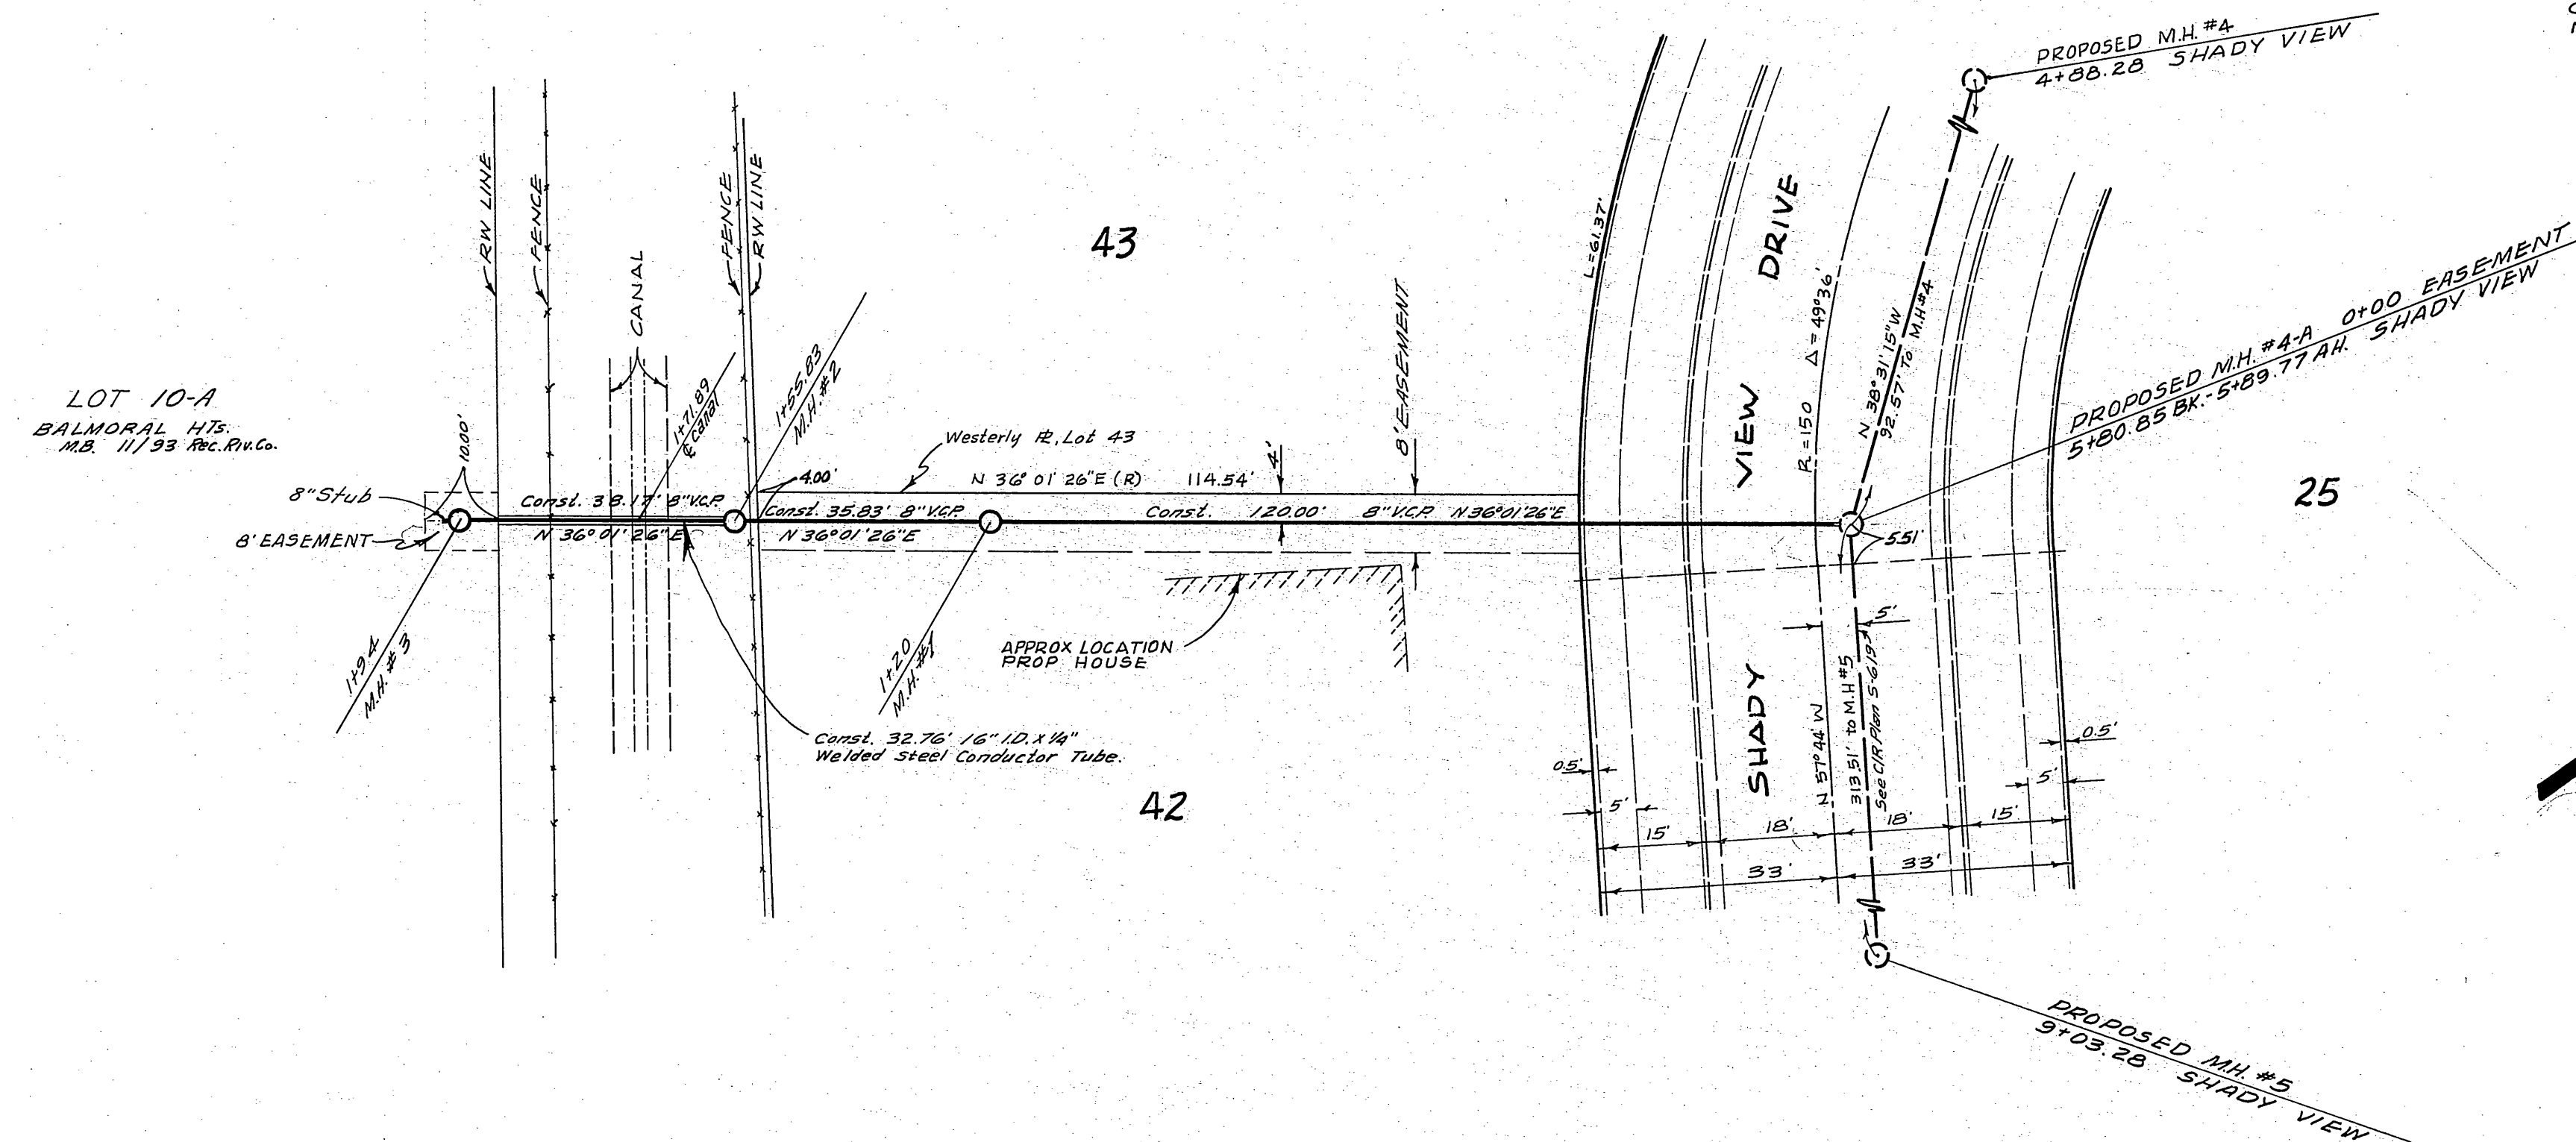 PROPOSED M.H. #4
4+88.28 SHADY VIEW
RW LINE
FENCE
CANAL
FENCE
RW LINE
43
L=61.37'
DRIVE
VIEW
SHADY
R=150 Δ=49°36'
N 38°31'15"W
92.57' TO M.H.#4
PROPOSED M.H. #4-A 0+00 EASEMENT
5+80.85 BK.-5+89.77 AH. SHADY VIEW
25
LOT 10-A
BALMORAL HTS.
M.B. 11/93 Rec. Riv. Co.
10.00'
8" Stub
8' EASEMENT
1+71.89
℄ canal
1+55.83
M.H. #2
4.00'
Westerly ⅊, Lot 43
N 36° 01' 26" E (R) 114.54'
4'
8' EASEMENT
Const. 38.17' 8" V.C.P.
N 36° 01' 26" E
Const. 35.83' 8" V.C.P.
N 36° 01' 26" E
Const. 120.00' 8" V.C.P. N 36° 01' 26" E
5.51'
1+94
M.H. #3
1+20
M.H. #1
APPROX LOCATION
PROP HOUSE
Const. 32.76' 16" I.D. X 1/4"
Welded Steel Conductor Tube.
42
5'
N 57° 44' W
313.51' to M.H #5
See C/R Plan S-619
0.5'
5'
15'
18'
18'
15'
33'
33'
0.5'
5'
PROPOSED M.H. #5
9+03.28 SHADY VIEW